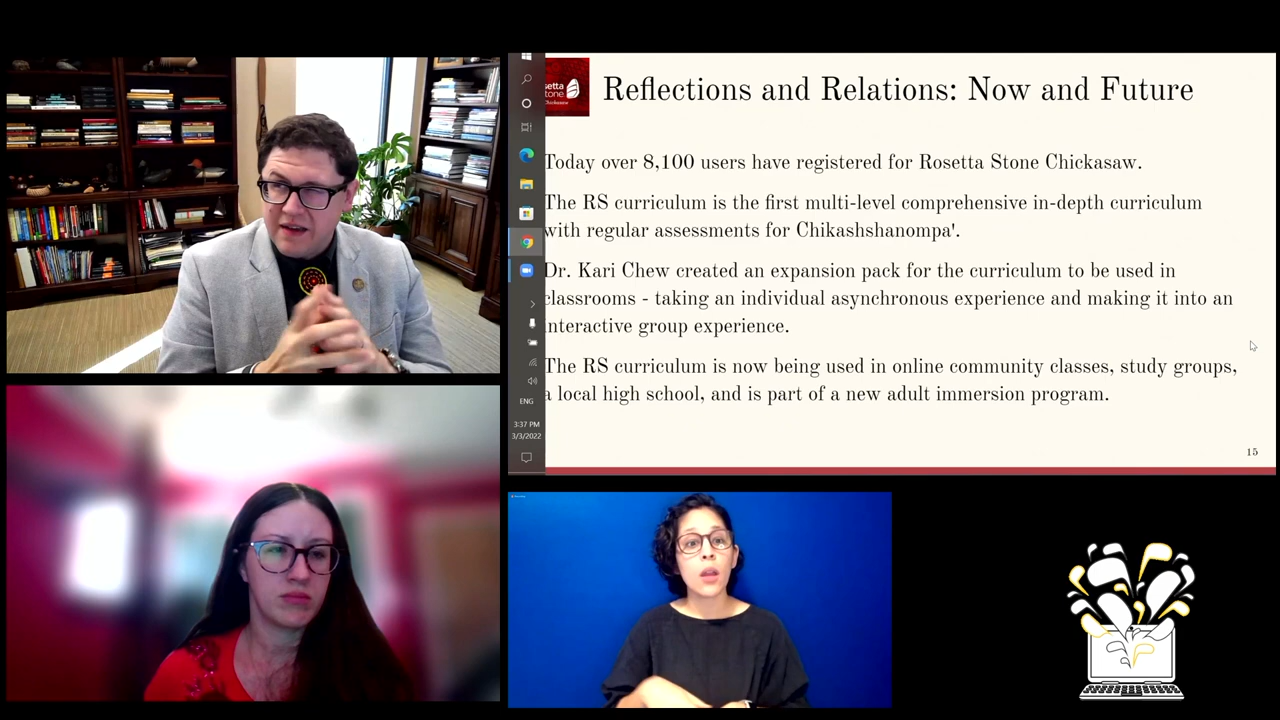 setta
tone
Chickasaw
Reflections and Relations: Now and Future
Today over 8,100 users have registered for Rosetta Stone Chickasaw.
The RS curriculum is the first multi-level comprehensive in-depth curriculum
with regular assessments for Chikashshanompa'.
Dr. Kari Chew created an expansion pack for the curriculum to be used in
classrooms - taking an individual asynchronous experience and making it into an
interactive group experience.
The RS curriculum is now being used in online community classes, study groups,
a local high school, and is part of a new adult immersion program.
ENG
3:37 PM
3/3/2022
15